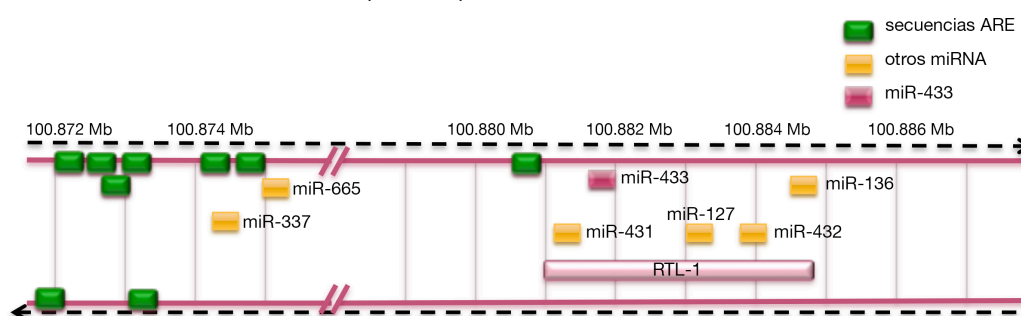 secuencias ARE
otros miRNA
miR-433
100.872 Mb
100.874 Mb
100.880 Mb
100.882 Mb
100.884 Mb
100.886 Mb
miR-665
miR-433
miR-136
miR-337
miR-127
miR-431
miR-432
RTL-1